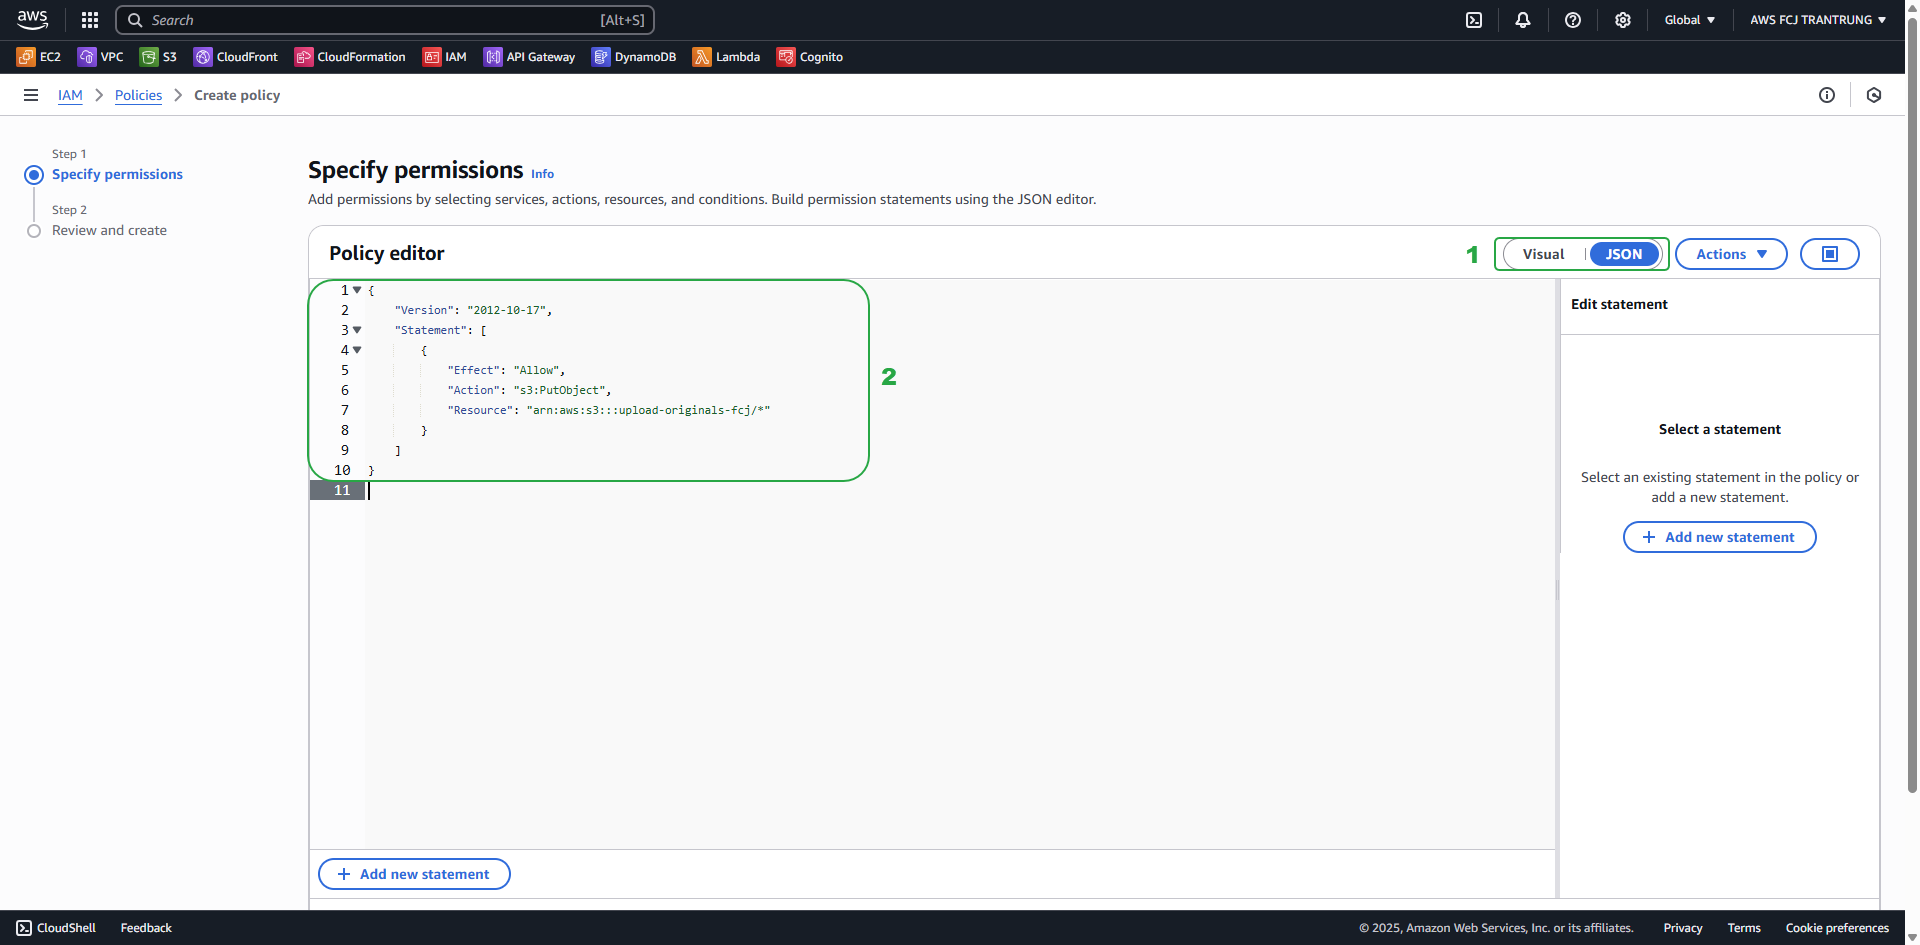 aws
Search [Alt+S]
Global
AWS FCJ TRANTRUNG
EC2 VPC S3 CloudFront CloudFormation IAM API Gateway DynamoDB Lambda Cognito
IAM Policies Create policy
Step 1
Specify permissions
Step 2
Review and create
Specify permissions Info
Add permissions by selecting services, actions, resources, and conditions. Build permission statements using the JSON editor.
Policy editor
1 Visual JSON Actions
1 {
2 "Version": "2012-10-17",
3 "Statement": [
4 {
5 "Effect": "Allow",
6 "Action": "s3:PutObject",
7 "Resource": "arn:aws:s3:::upload-originals-fcj/*"
8 }
9 ]
10 }
11
2
Edit statement
Select a statement
Select an existing statement in the policy or
add a new statement.
+ Add new statement
+ Add new statement
CloudShell Feedback
© 2025, Amazon Web Services, Inc. or its affiliates. Privacy Terms Cookie preferences